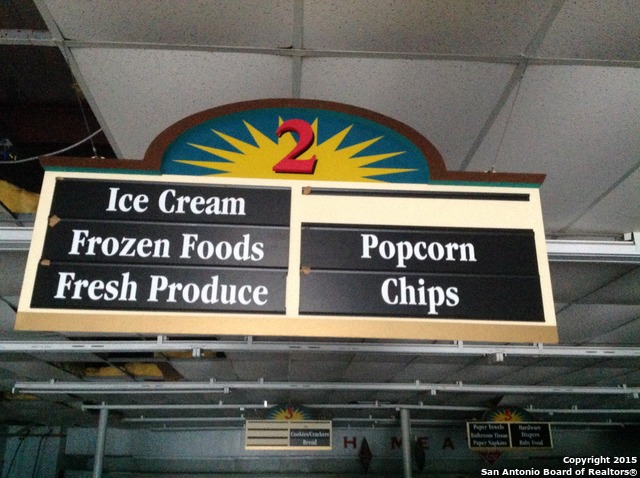 2
Ice Cream
Frozen Foods
Fresh Produce
Popcorn
Chips
Cookies/Crackers
Bread
Paper Towels
Bathroom Tissue
Paper Napkins
Hardware
Diapers
Baby Food
H MEA
Copyright 2015
San Antonio Board of Realtors®